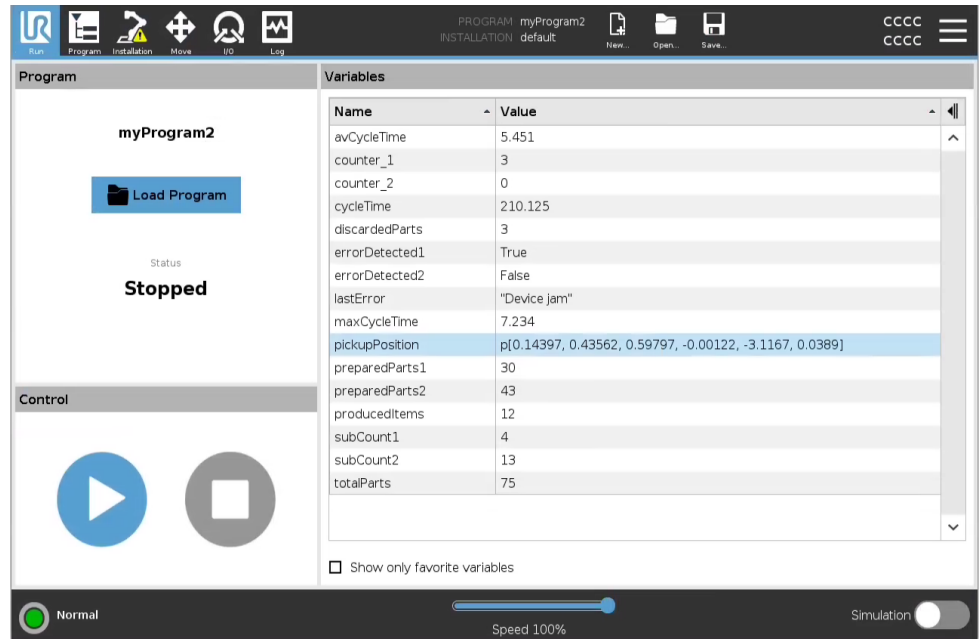 UR
PROGRAM myProgram2
INSTALLATION default
Run Program Installation Move I/O Log
New... Open... Save...
CCCC
CCCC
Program
myProgram2
Load Program
Status
Stopped
Control
Variables
Name Value
avCycleTime 5.451
counter_1 3
counter_2 0
cycleTime 210.125
discardedParts 3
errorDetected1 True
errorDetected2 False
lastError "Device jam"
maxCycleTime 7.234
pickupPosition p[0.14397, 0.43562, 0.59797, -0.00122, -3.1167, 0.0389]
preparedParts1 30
preparedParts2 43
producedItems 12
subCount1 4
subCount2 13
totalParts 75
Show only favorite variables
Normal
Speed 100%
Simulation